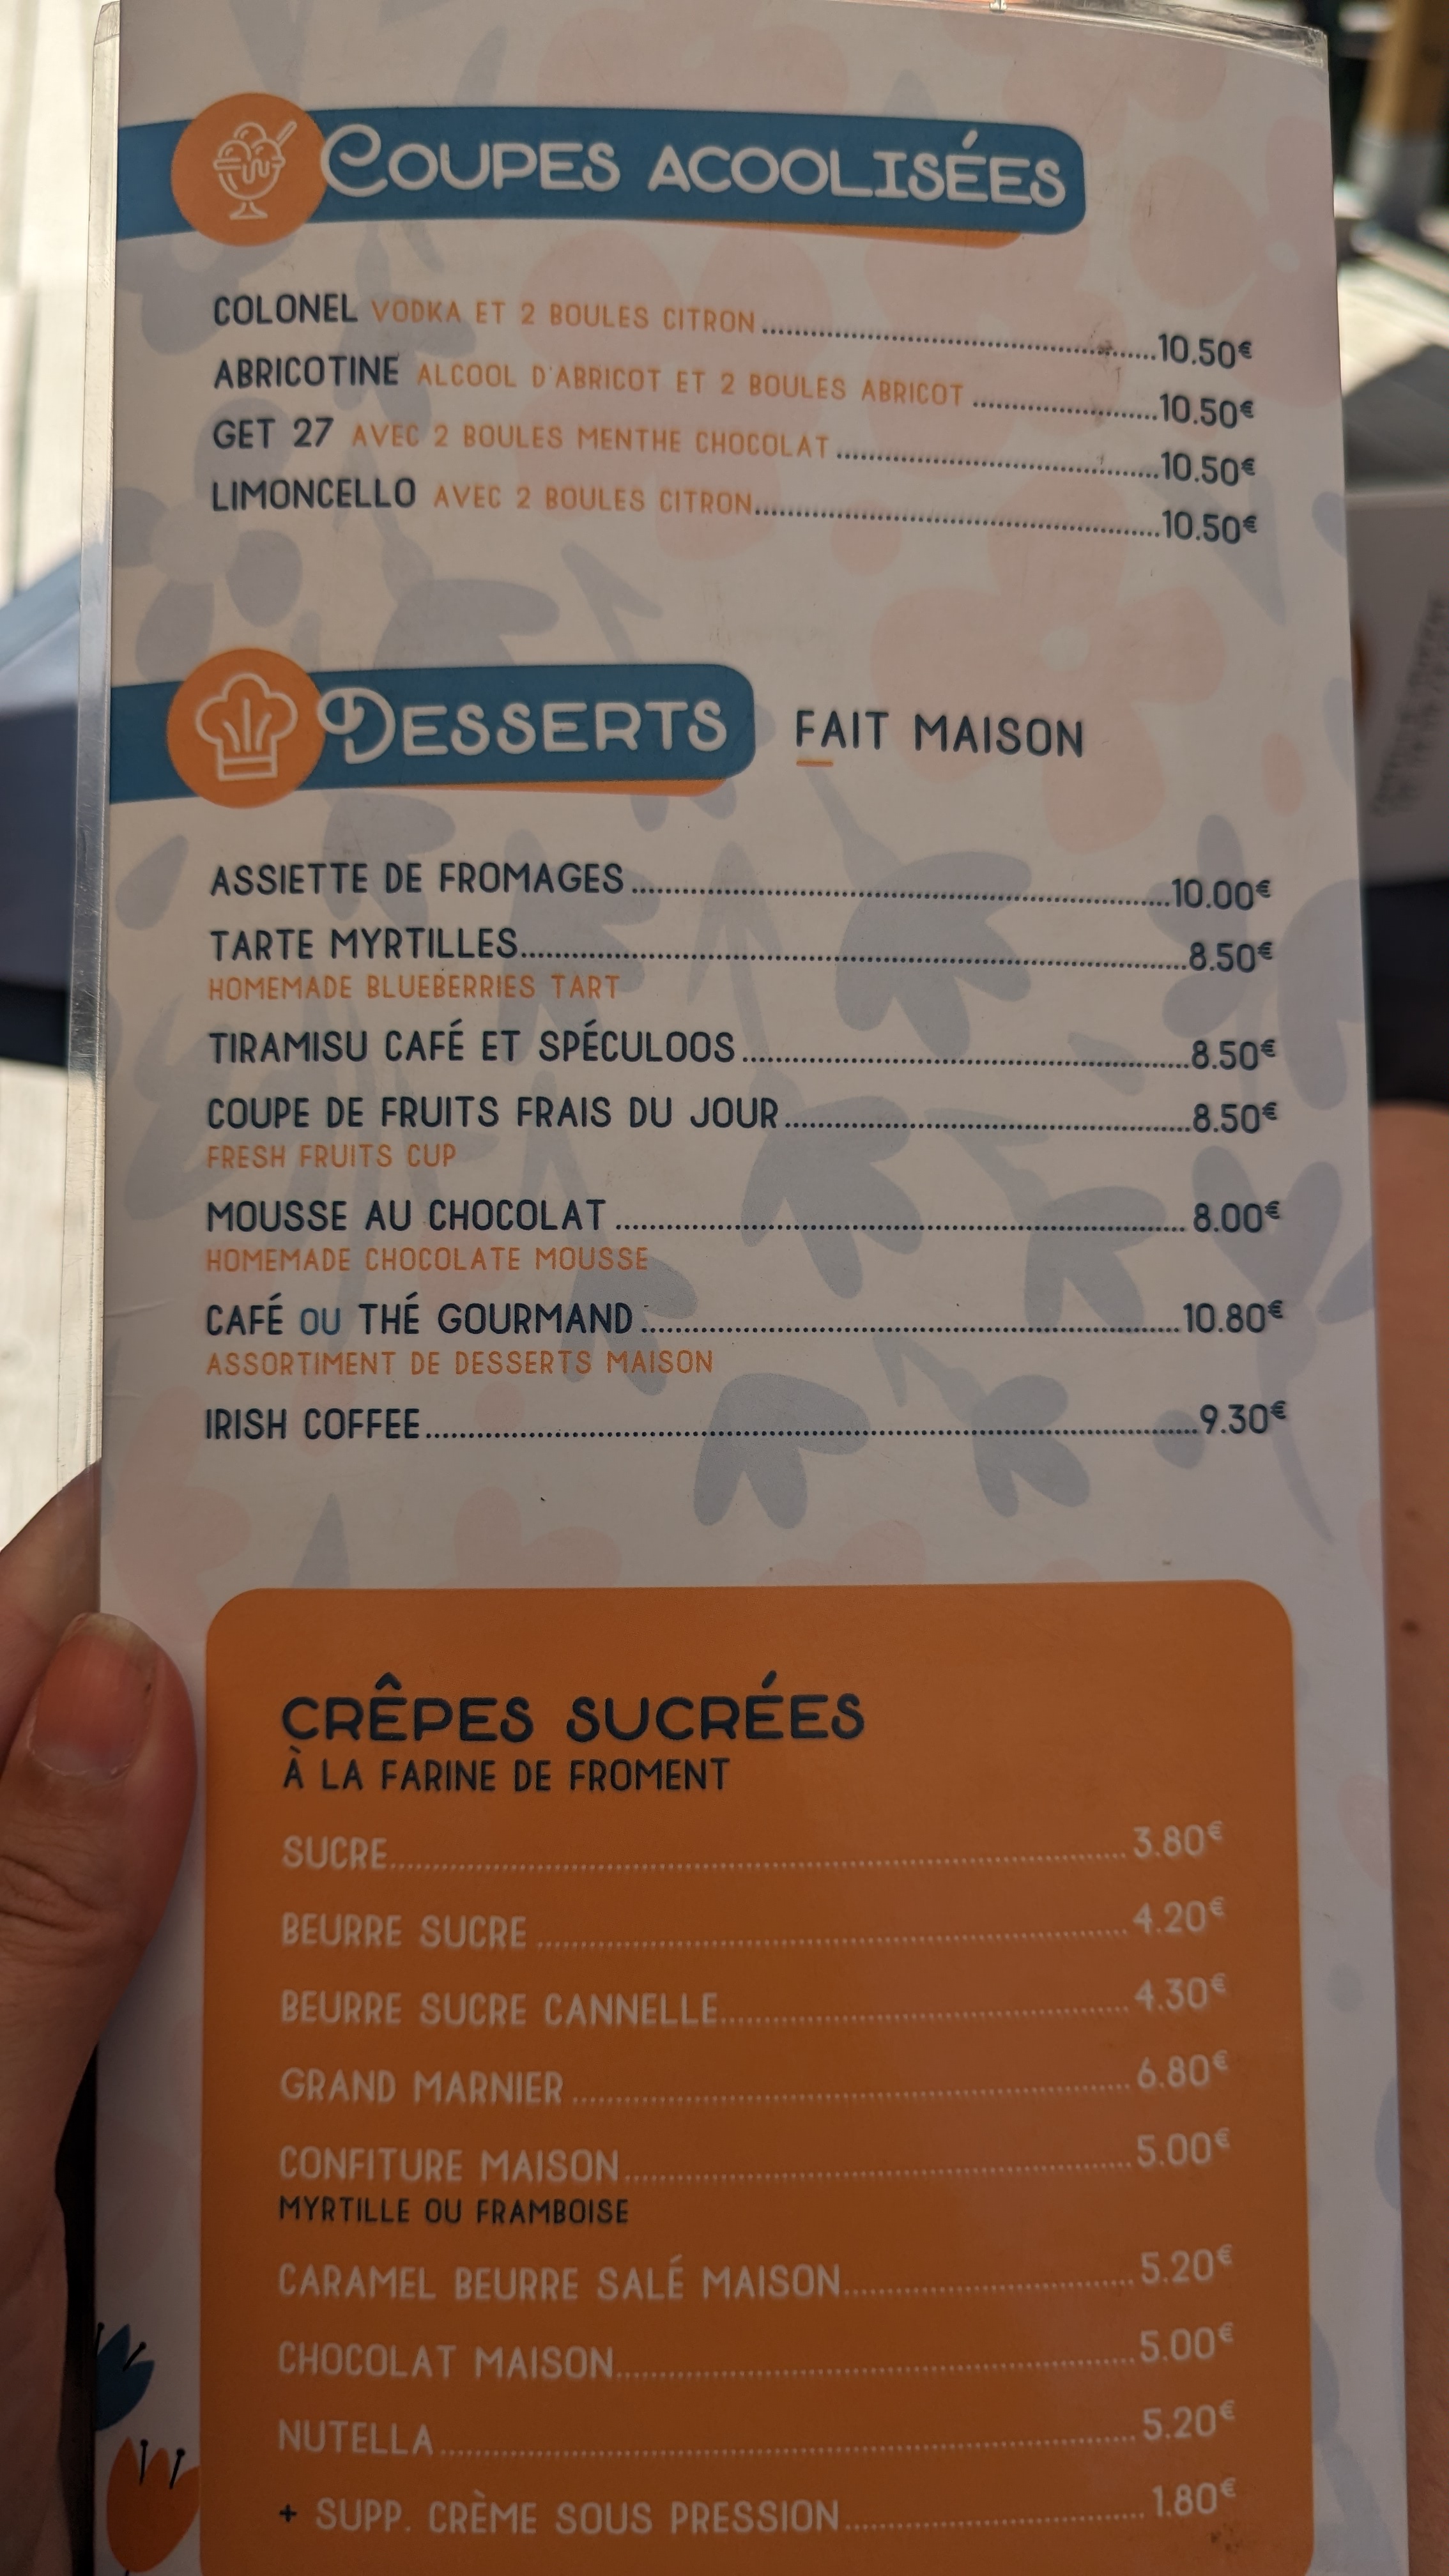 COUPES ACOOLISÉES
COLONEL VODKA ET 2 BOULES CITRON 10.50€
ABRICOTINE ALCOOL D'ABRICOT ET 2 BOULES ABRICOT 10.50€
GET 27 AVEC 2 BOULES MENTHE CHOCOLAT 10.50€
LIMONCELLO AVEC 2 BOULES CITRON 10.50€
DESSERTS FAIT MAISON
ASSIETTE DE FROMAGES 10.00€
TARTE MYRTILLES 8.50€
HOMEMADE BLUEBERRIES TART
TIRAMISU CAFÉ ET SPÉCULOOS 8.50€
COUPE DE FRUITS FRAIS DU JOUR 8.50€
FRESH FRUITS CUP
MOUSSE AU CHOCOLAT 8.00€
HOMEMADE CHOCOLATE MOUSSE
CAFÉ OU THÉ GOURMAND 10.80€
ASSORTIMENT DE DESSERTS MAISON
IRISH COFFEE 9.30€
CRÊPES SUCRÉES
À LA FARINE DE FROMENT
SUCRE 3.80€
BEURRE SUCRE 4.20€
BEURRE SUCRE CANNELLE 4.30€
GRAND MARNIER 6.80€
CONFITURE MAISON 5.00€
MYRTILLE OU FRAMBOISE
CARAMEL BEURRE SALÉ MAISON 5.20€
CHOCOLAT MAISON 5.00€
NUTELLA 5.20€
+ SUPP. CRÈME SOUS PRESSION 1.80€